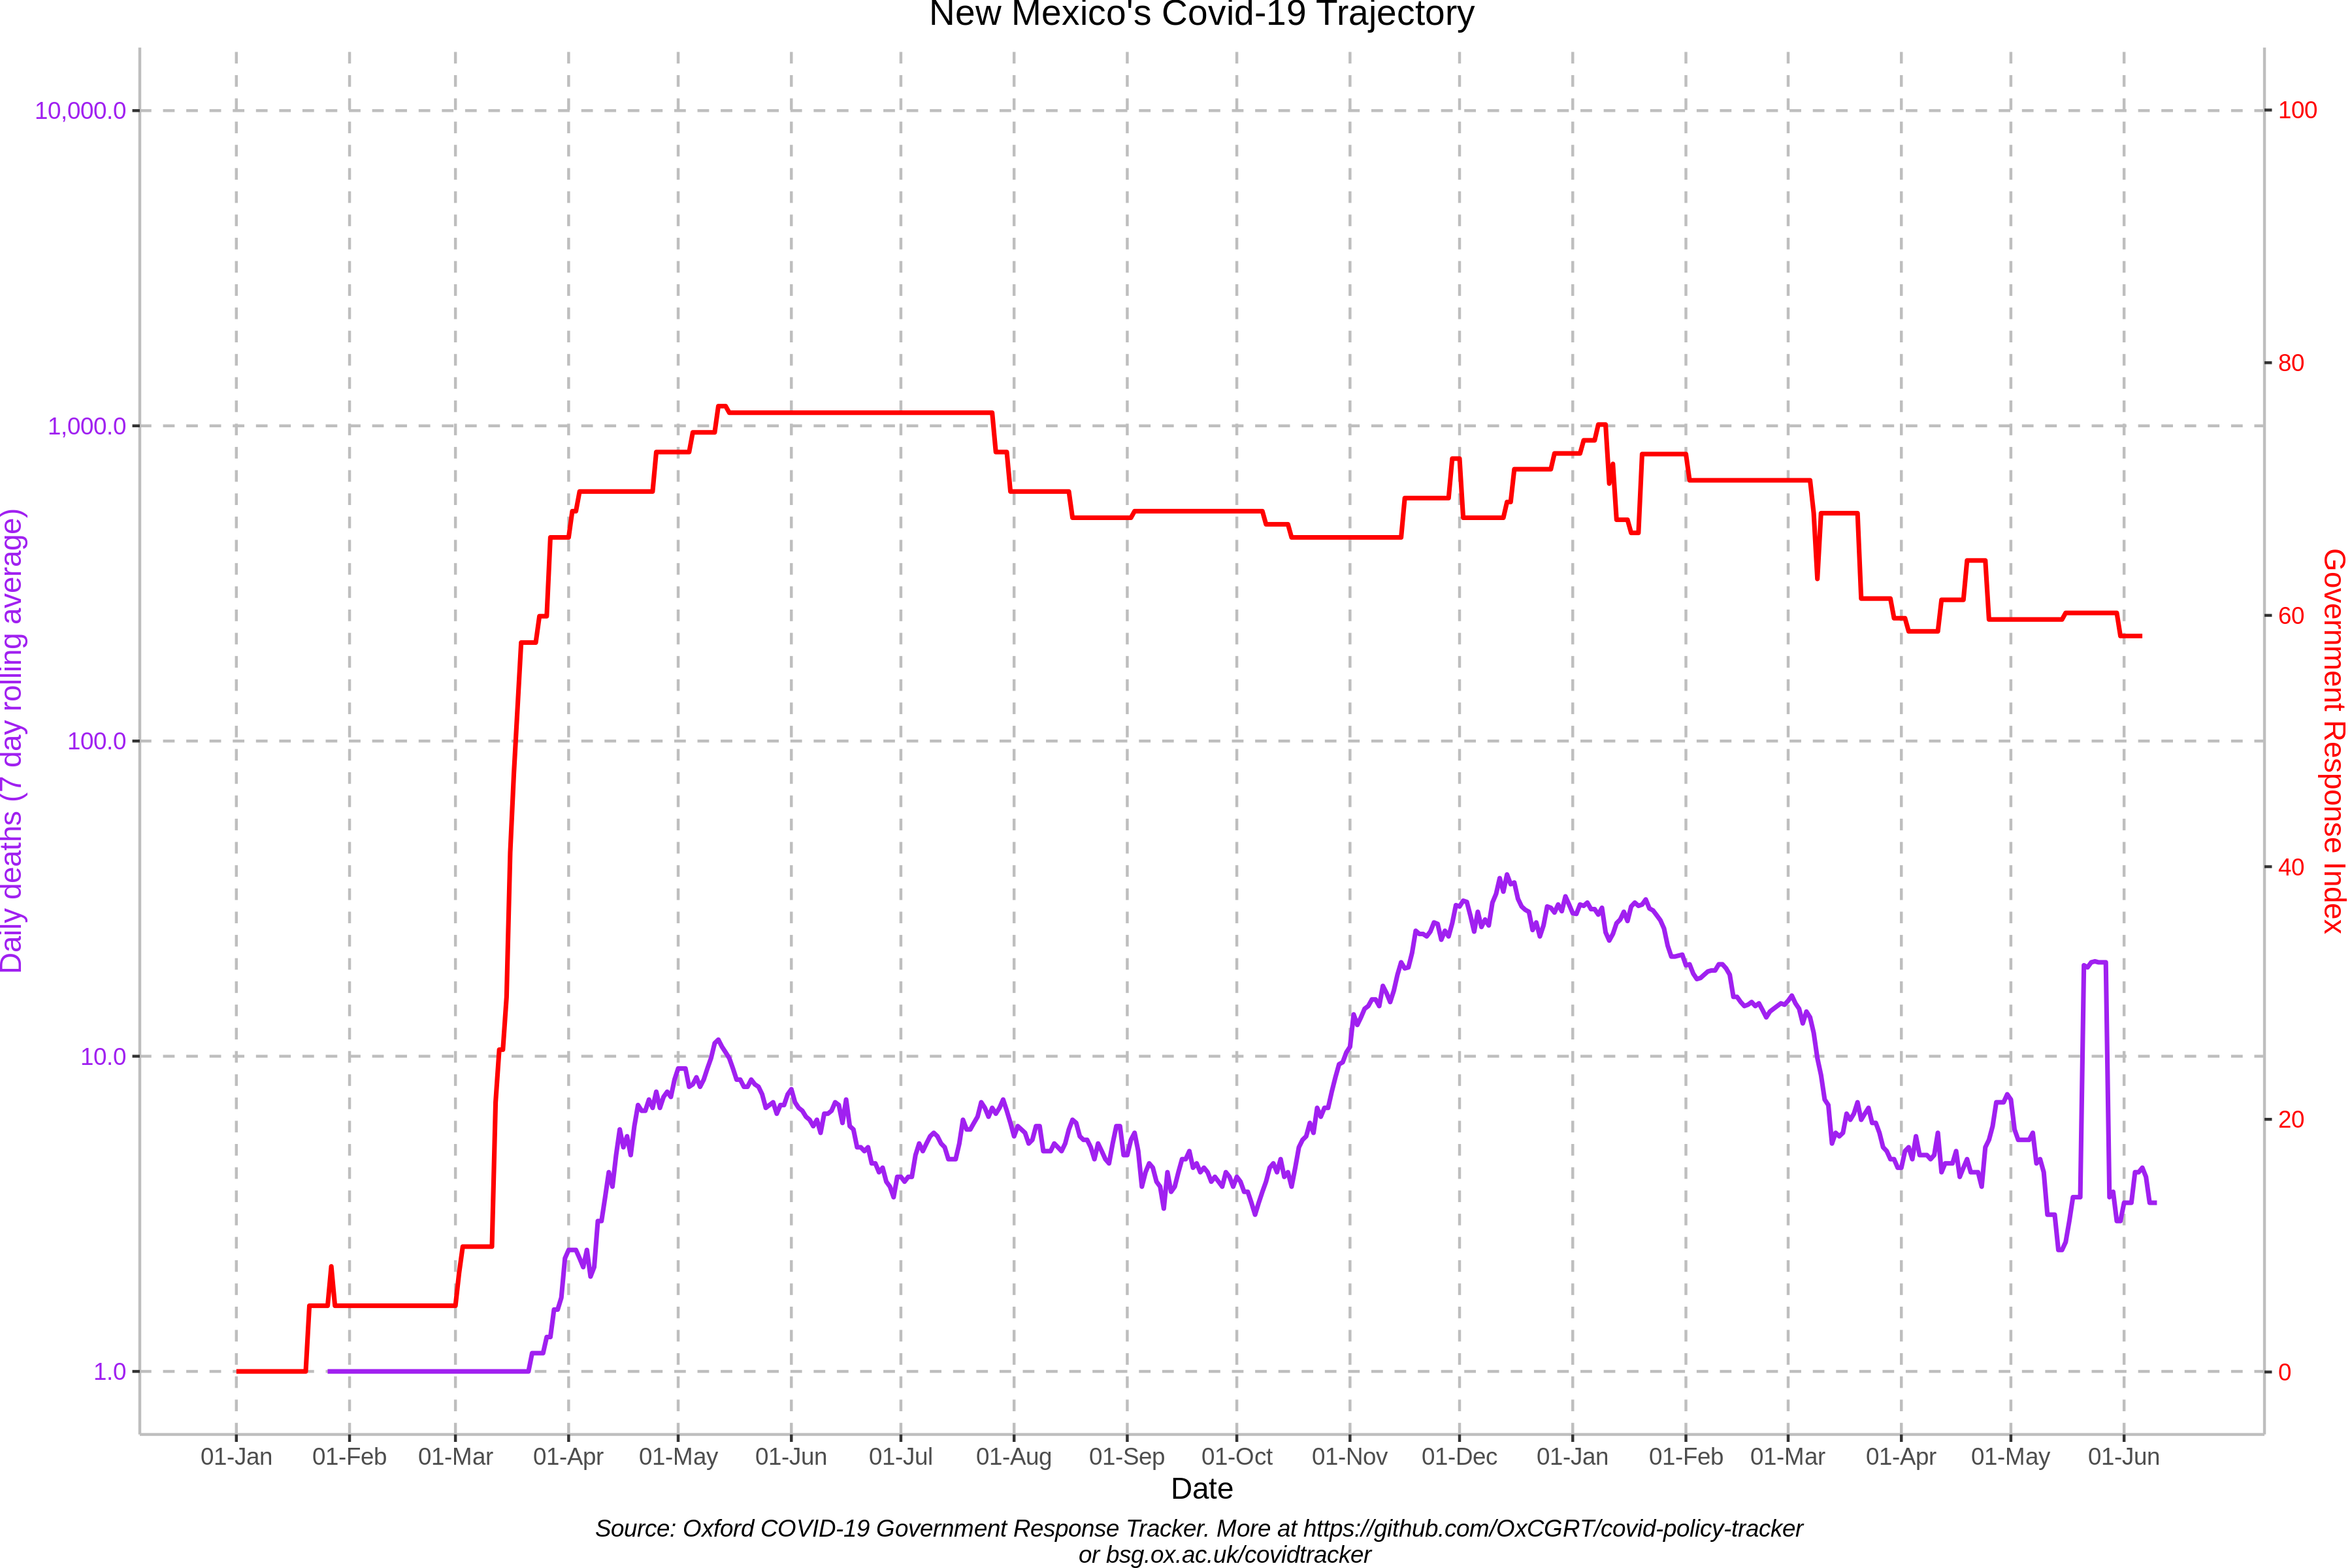 New Mexico's Covid-19 Trajectory
10,000.0
1,000.0
100.0
10.0
1.0
Daily deaths (7 day rolling average)
100
80
60
40
20
0
Government Response Index
01-Jan 01-Feb 01-Mar 01-Apr 01-May 01-Jun 01-Jul 01-Aug 01-Sep 01-Oct 01-Nov 01-Dec 01-Jan 01-Feb 01-Mar 01-Apr 01-May 01-Jun
Date
Source: Oxford COVID-19 Government Response Tracker. More at https://github.com/OxCGRT/covid-policy-tracker
or bsg.ox.ac.uk/covidtracker